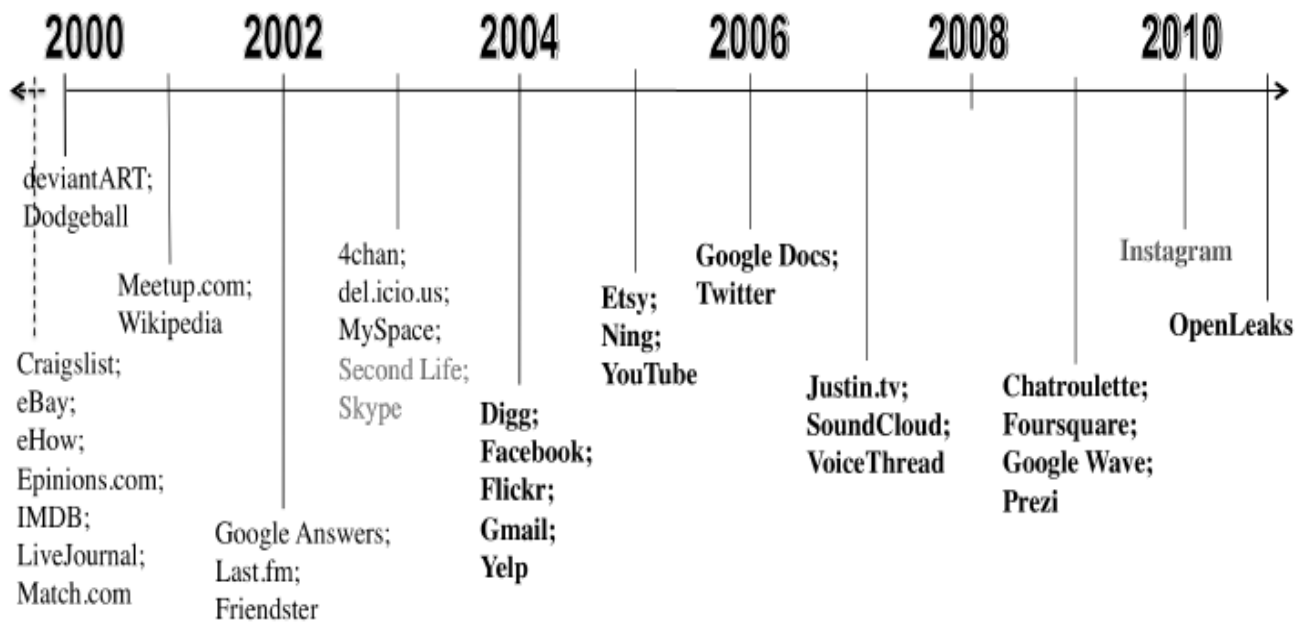 2000
2002
2004
2006
2008
2010
deviantART;
Dodgeball
Meetup.com;
Wikipedia
Craigslist;
eBay;
eHow;
Epinions.com;
IMDB;
LiveJournal;
Match.com
Google Answers;
Last.fm;
Friendster
4chan;
del.icio.us;
MySpace;
Second Life;
Skype
Digg;
Facebook;
Flickr;
Gmail;
Yelp
Etsy;
Ning;
YouTube
Google Docs;
Twitter
Justin.tv;
SoundCloud;
VoiceThread
Chatroulette;
Foursquare;
Google Wave;
Prezi
Instagram
OpenLeaks